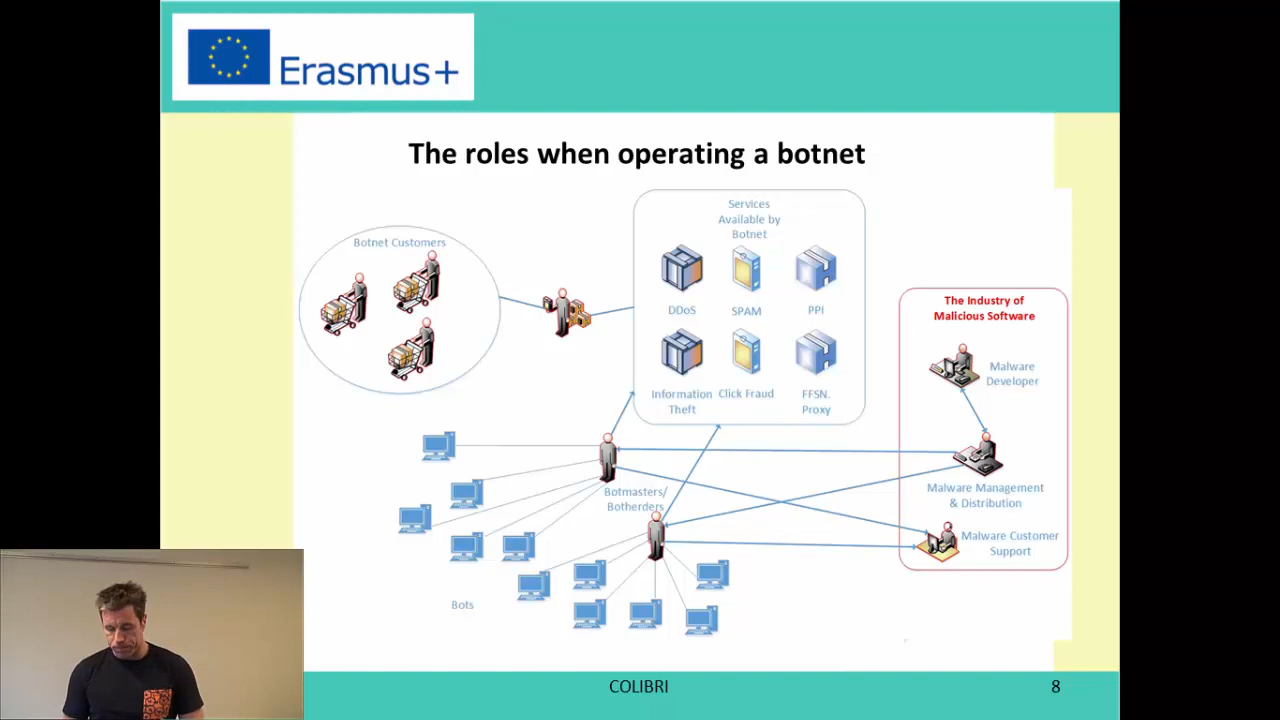 Erasmus+
The roles when operating a botnet
Services
Available by
Botnet
Botnet Customers
DDoS
SPAM
PPI
Information
Theft
Click Fraud
FFSN.
Proxy
The Industry of
Malicious Software
Malware
Developer
Malware Management
& Distribution
Malware Customer
Support
Botmasters/
Botherders
Bots
COLIBRI
8